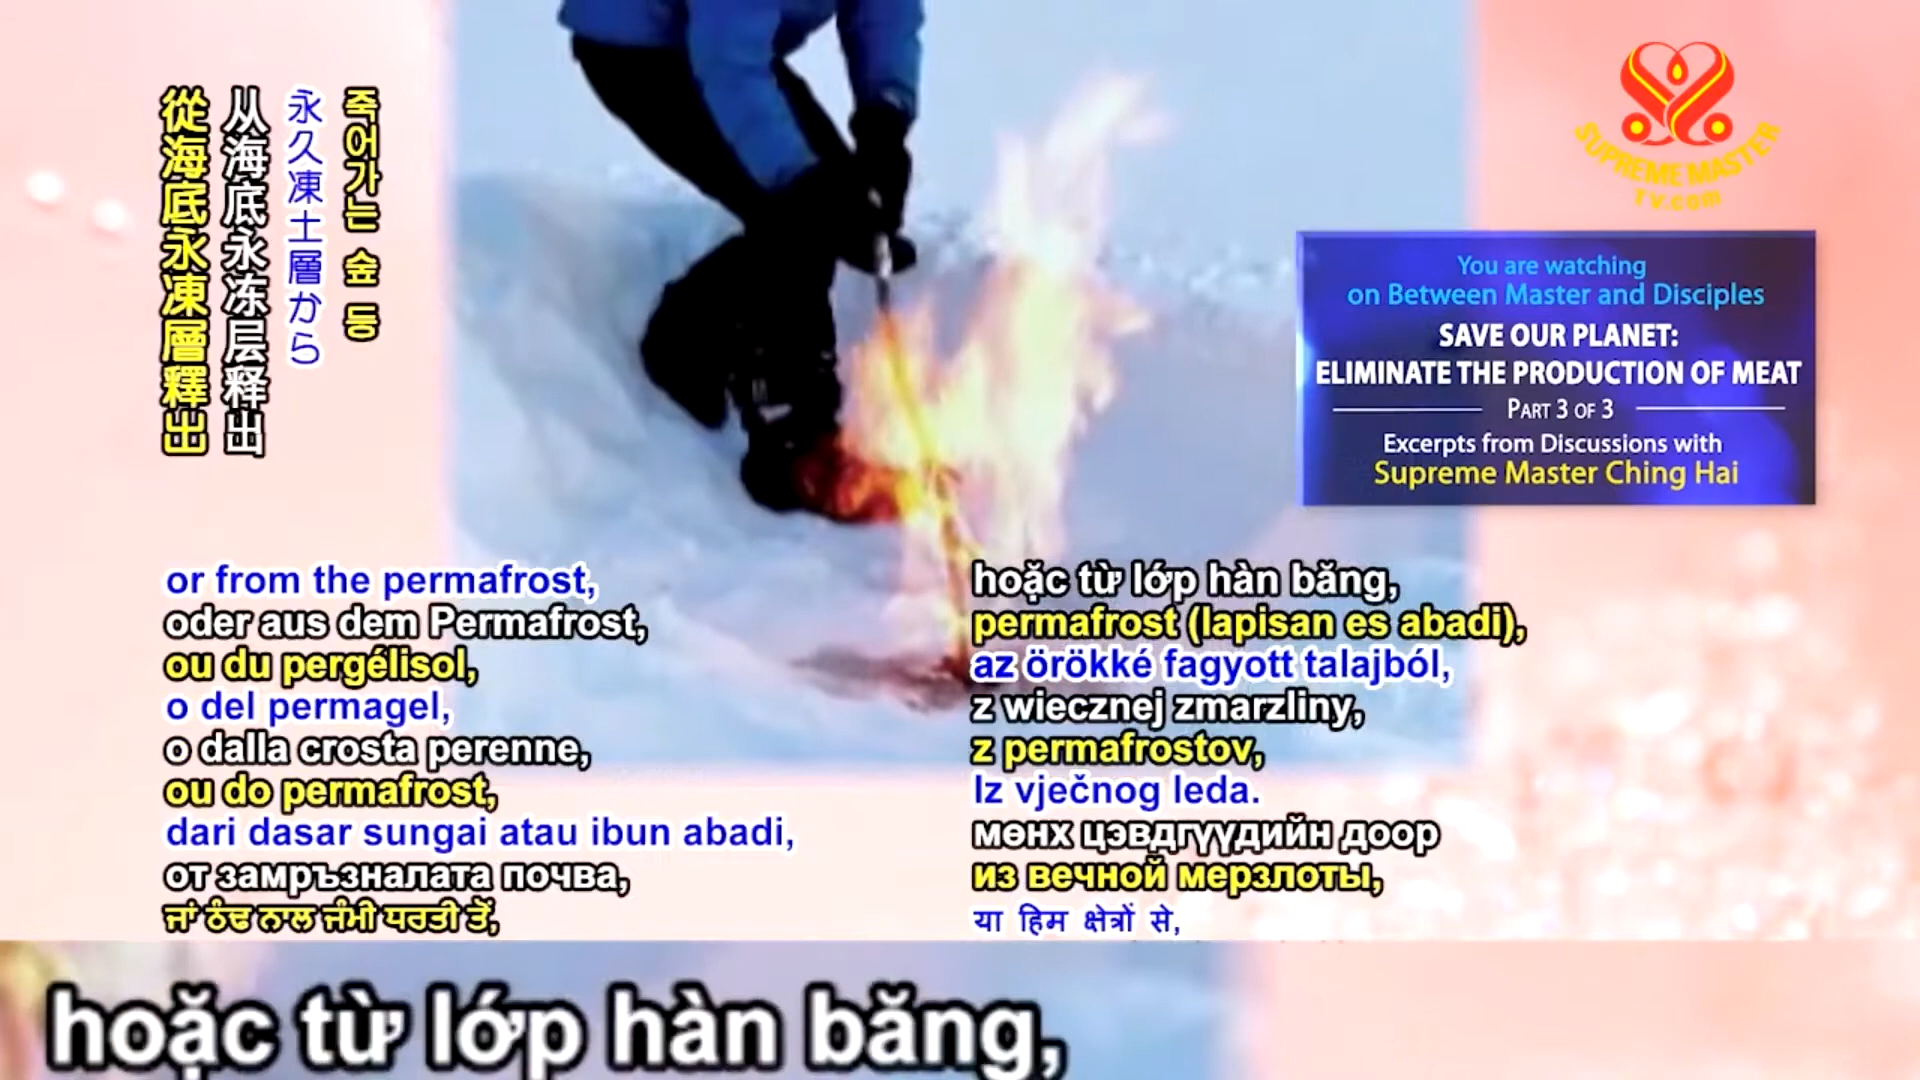 從海底永凍層釋出
从海底永冻层释出
永久凍土層から
죽어가는 숲 등
SUPREME MASTER
TV.com
You are watching
on Between Master and Disciples
SAVE OUR PLANET:
ELIMINATE THE PRODUCTION OF MEAT
PART 3 OF 3
Excerpts from Discussions with
Supreme Master Ching Hai
or from the permafrost,
oder aus dem Permafrost,
ou du pergélisol,
o del permagel,
o dalla crosta perenne,
ou do permafrost,
dari dasar sungai atau ibun abadi,
от замръзналата почва,
ਜਾਂ ਠੰਢ ਨਾਲ ਜੰਮੀ ਧਰਤੀ ਤੋਂ,
hoặc từ lớp hàn băng,
permafrost (lapisan es abadi),
az örökké fagyott talajból,
z wiecznej zmarzliny,
z permafrostov,
Iz vječnog leda.
мөнх цэвдгүүдийн доор
из вечной мерзлоты,
या हिम क्षेत्रों से,
hoặc từ lớp hàn băng,